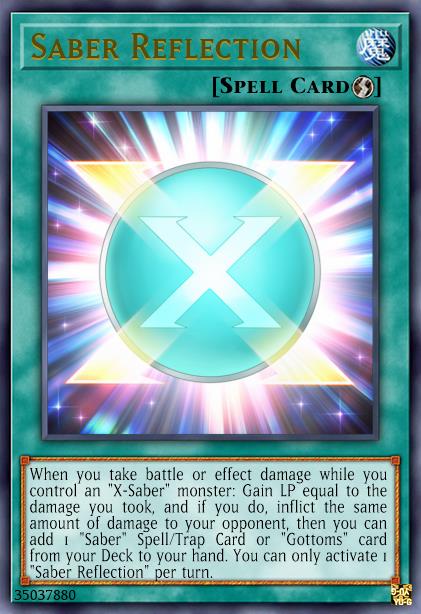 Saber Reflection
魔
[Spell Card]
X
When you take battle or effect damage while you
control an "X-Saber" monster: Gain LP equal to the
damage you took, and if you do, inflict the same
amount of damage to your opponent, then you can
add 1 "Saber" Spell/Trap Card or "Gottoms" card
from your Deck to your hand. You can only activate 1
"Saber Reflection" per turn.
35037880